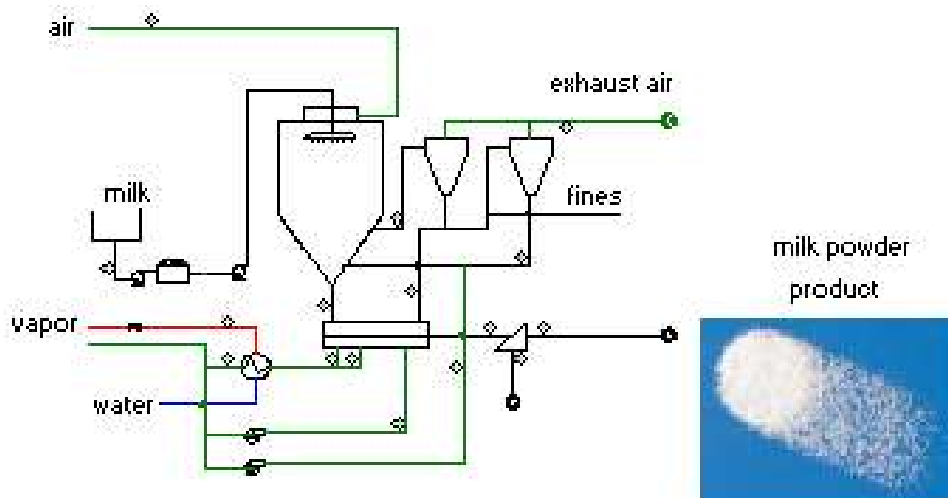 air
exhaust air
milk
fines
milk powder
product
vapor
water